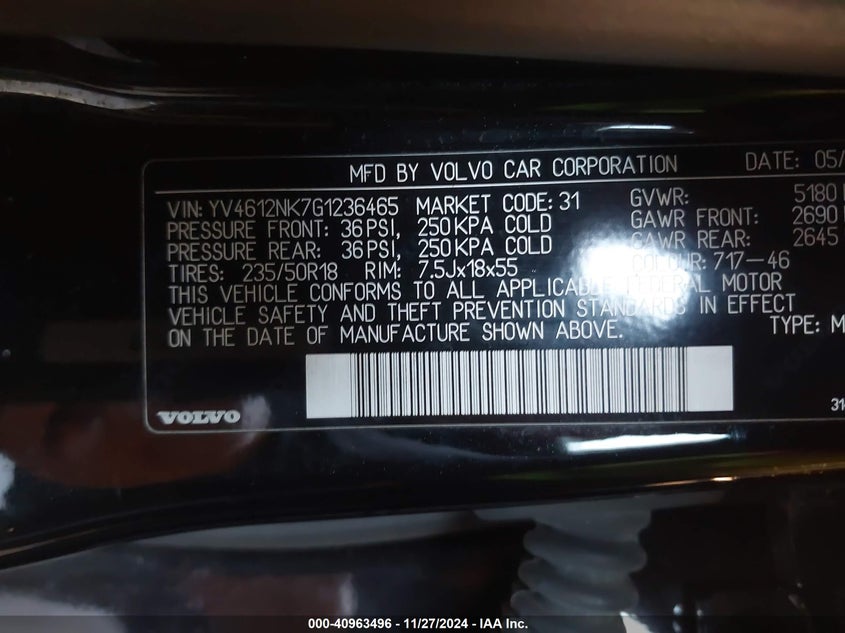 MFD BY VOLVO CAR CORPORATION DATE: 05/
VIN: YV4612NK7G1236465 MARKET CODE: 31 GVWR: 5180
PRESSURE FRONT: 36 PSI, 250 KPA COLD GAWR FRONT: 2690
PRESSURE REAR: 36 PSI, 250 KPA COLD GAWR REAR: 2645
TIRES: 235/50R18 RIM: 7.5Jx18x55 COLOUR: 717-46
THIS VEHICLE CONFORMS TO ALL APPLICABLE FEDERAL MOTOR
VEHICLE SAFETY AND THEFT PREVENTION STANDARDS IN EFFECT
ON THE DATE OF MANUFACTURE SHOWN ABOVE. TYPE: M
VOLVO
31
000-40963496 - 11/27/2024 - IAA Inc.